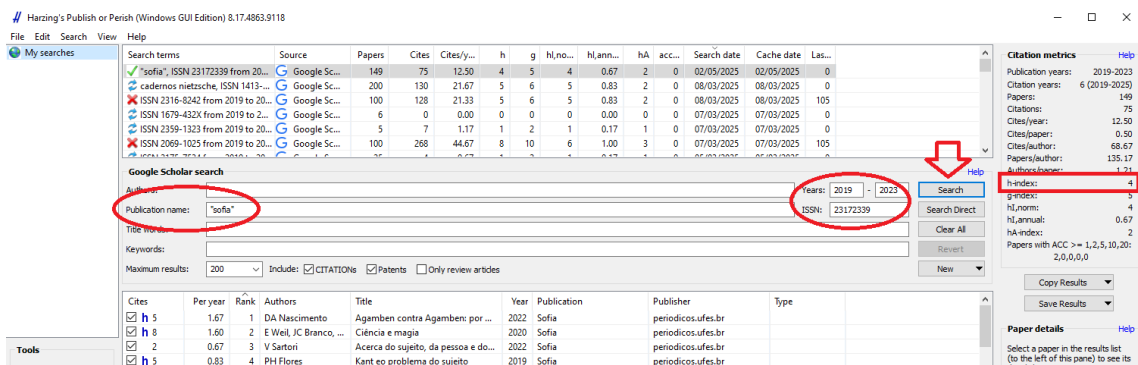 Harzing's Publish or Perish (Windows GUI Edition) 8.17.4863.9118
File Edit Search View Help
My searches
Search terms Source Papers Cites Cites/y... h g hI,no... hI,ann... hA acc... Search date Cache date Las...
"sofia", ISSN 23172339 from 20... Google Sc... 149 75 12.50 4 5 4 0.67 2 0 02/05/2025 02/05/2025 0
cadernos nietzsche, ISSN 1413-... Google Sc... 200 130 21.67 5 6 5 0.83 2 0 08/03/2025 08/03/2025 0
ISSN 2316-8242 from 2019 to 20... Google Sc... 100 128 21.33 5 6 5 0.83 2 0 08/03/2025 08/03/2025 105
ISSN 1679-432X from 2019 to 2... Google Sc... 6 0 0.00 0 0 0 0.00 0 0 07/03/2025 07/03/2025 0
ISSN 2359-1323 from 2019 to 20... Google Sc... 5 7 1.17 1 2 1 0.17 1 0 07/03/2025 07/03/2025 0
ISSN 2069-1025 from 2019 to 20... Google Sc... 100 268 44.67 8 10 6 1.00 3 0 07/03/2025 07/03/2025 105
Google Scholar search Help
Authors: Years: 2019 - 2023 Search
Publication name: "sofia" ISSN: 23172339 Search Direct
Title words: Clear All
Keywords: Revert
Maximum results: 200 Include: CITATIONs Patents Only review articles New
Cites Per year Rank Authors Title Year Publication Publisher Type
h 5 1.67 1 DA Nascimento Agamben contra Agamben: por ... 2022 Sofia periodicos.ufes.br
h 8 1.60 2 E Weil, JC Branco, ... Ciência e magia 2020 Sofia periodicos.ufes.br
2 0.67 3 V Sartori Acerca do sujeito, da pessoa e do... 2022 Sofia periodicos.ufes.br
h 5 0.83 4 PH Flores Kant eo problema do sujeito 2019 Sofia periodicos.ufes.br
Tools
Citation metrics Help
Publication years: 2019-2023
Citation years: 6 (2019-2025)
Papers: 149
Citations: 75
Cites/year: 12.50
Cites/paper: 0.50
Cites/author: 68.67
Papers/author: 135.17
Authors/paper: 1.21
h-index: 4
g-index: 5
hI,norm: 4
hI,annual: 0.67
hA-index: 2
Papers with ACC >= 1,2,5,10,20:
2,0,0,0,0
Copy Results
Save Results
Paper details Help
Select a paper in the results list
(to the left of this pane) to see its